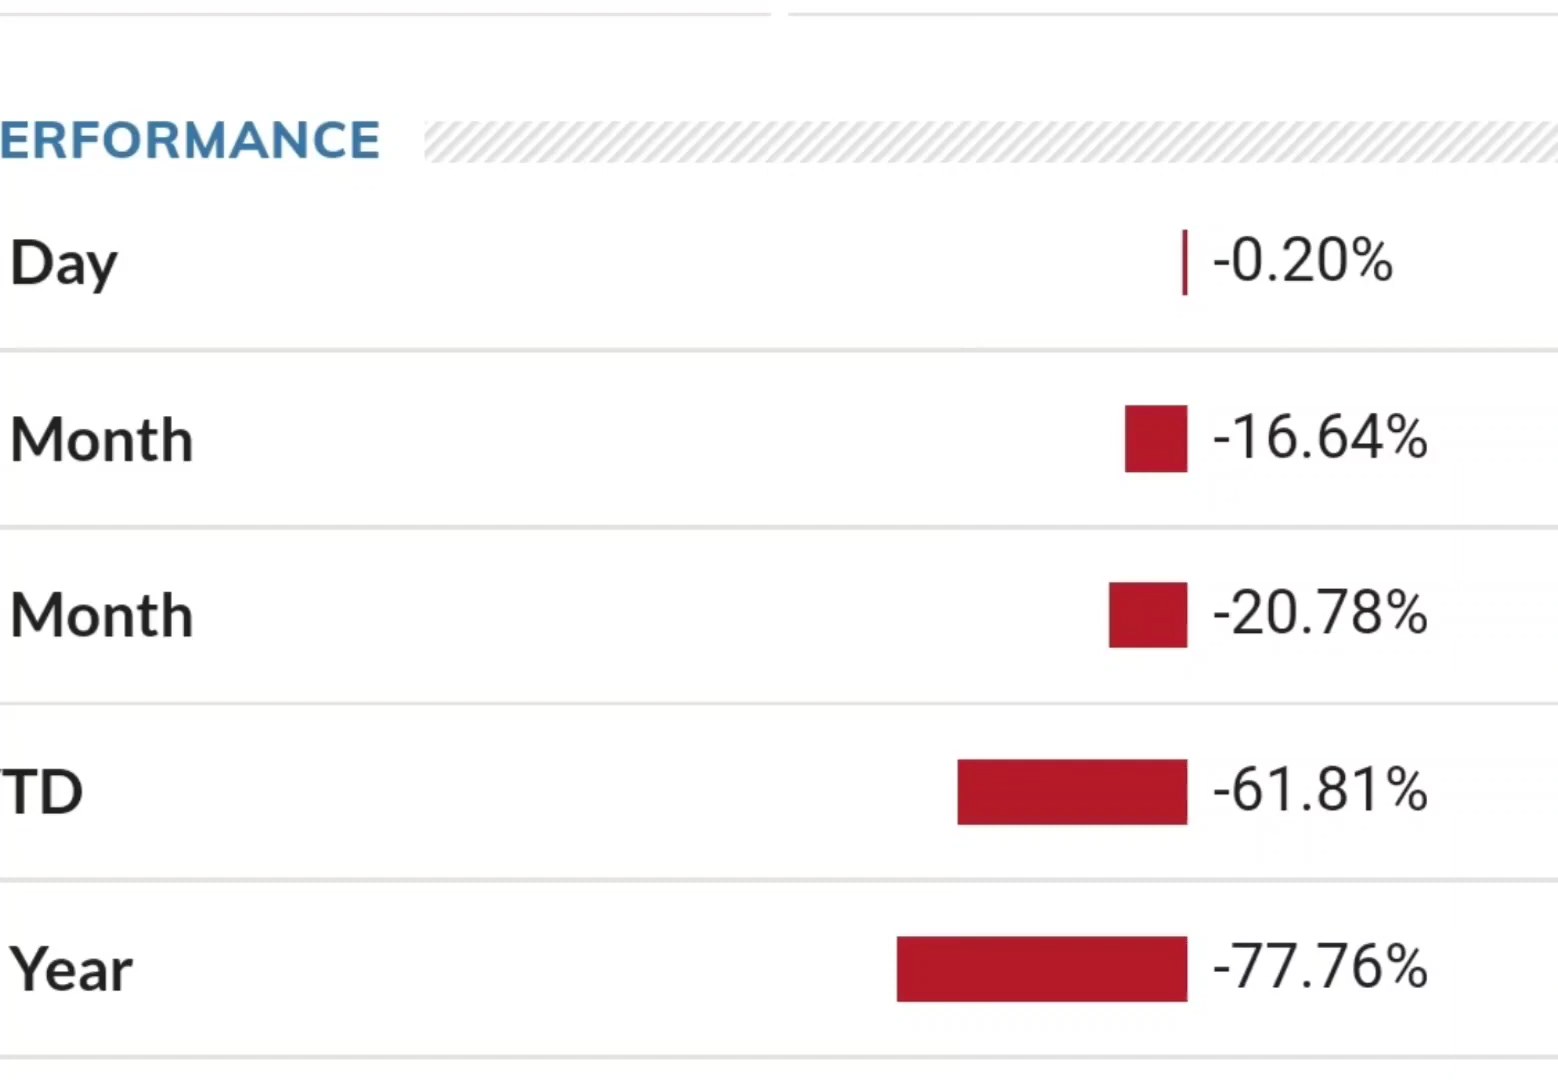 ERFORMANCE
Day -0.20%
Month -16.64%
Month -20.78%
TD -61.81%
Year -77.76%